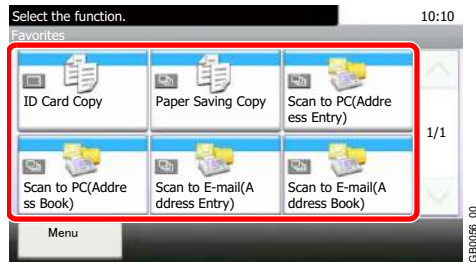 Select the function.
10:10
Favorites
ID Card Copy
Paper Saving Copy
Scan to PC(Addre
ess Entry)
1/1
Scan to PC(Addre
ss Book)
Scan to E-mail(A
ddress Entry)
Scan to E-mail(A
ddress Book)
Menu
GB0056_00